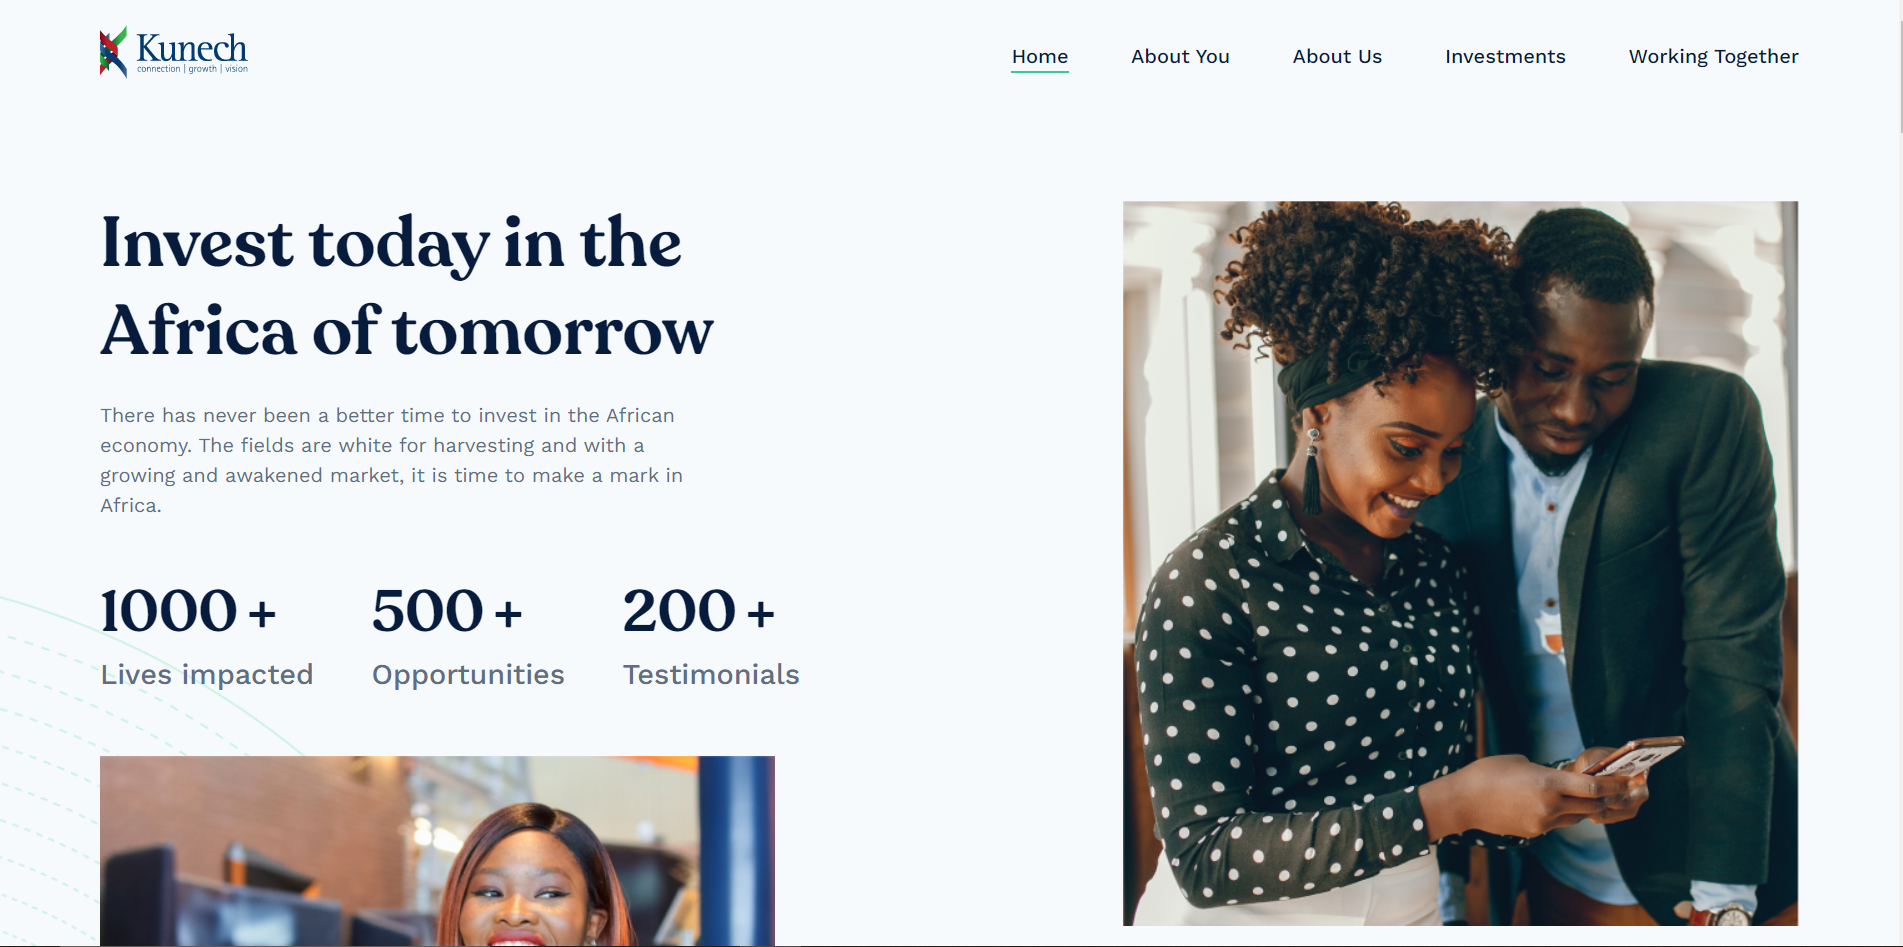 Kunech
connection | growth | vision
Home
About You
About Us
Investments
Working Together
Invest today in the
Africa of tomorrow
There has never been a better time to invest in the African
economy. The fields are white for harvesting and with a
growing and awakened market, it is time to make a mark in
Africa.
1000 +
500 +
200 +
Lives impacted
Opportunities
Testimonials